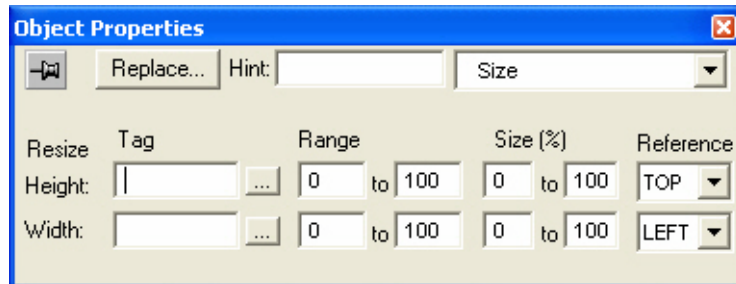 Object Properties
Replace... Hint: Size
Tag Range Size (%) Reference
Resize
Height: ... 0 to 100 0 to 100 TOP
Width: ... 0 to 100 0 to 100 LEFT